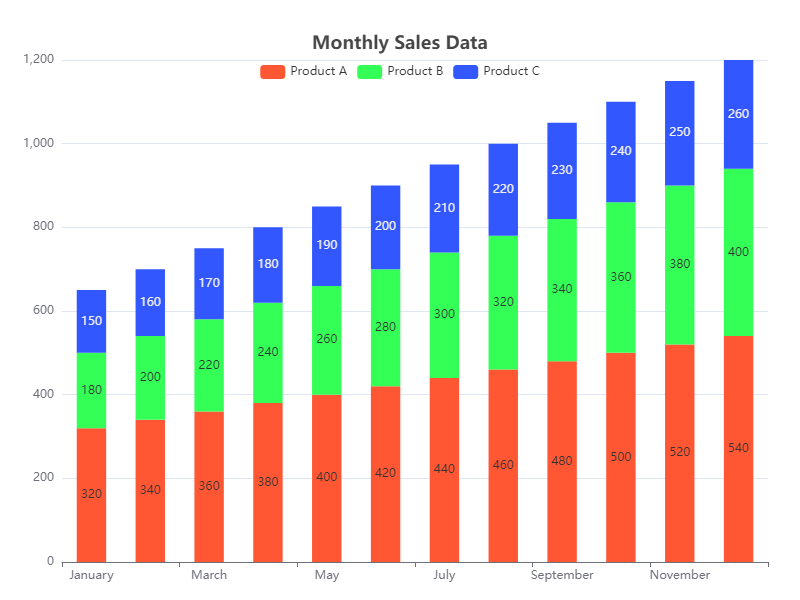 Monthly Sales Data
Product A Product B Product C
1,200
1,000
800
600
400
200
0
150 160 170 180 190 200 210 220 230 240 250 260
180 200 220 240 260 280 300 320 340 360 380 400
320 340 360 380 400 420 440 460 480 500 520 540
January March May July September November